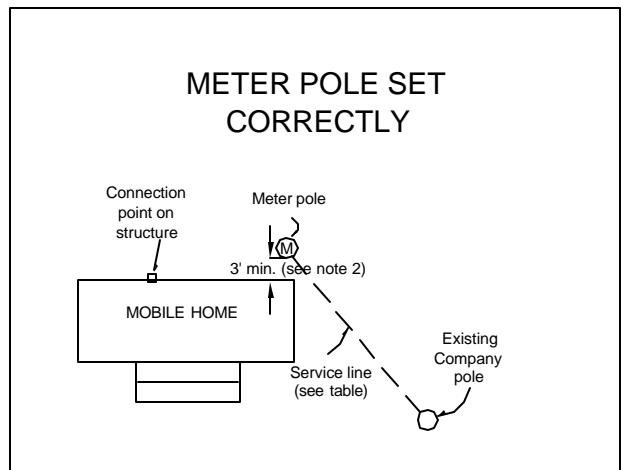 METER POLE SET
CORRECTLY
Connection
point on
structure
Meter pole
M
3' min. (see note 2)
MOBILE HOME
Service line
(see table)
Existing
Company
pole